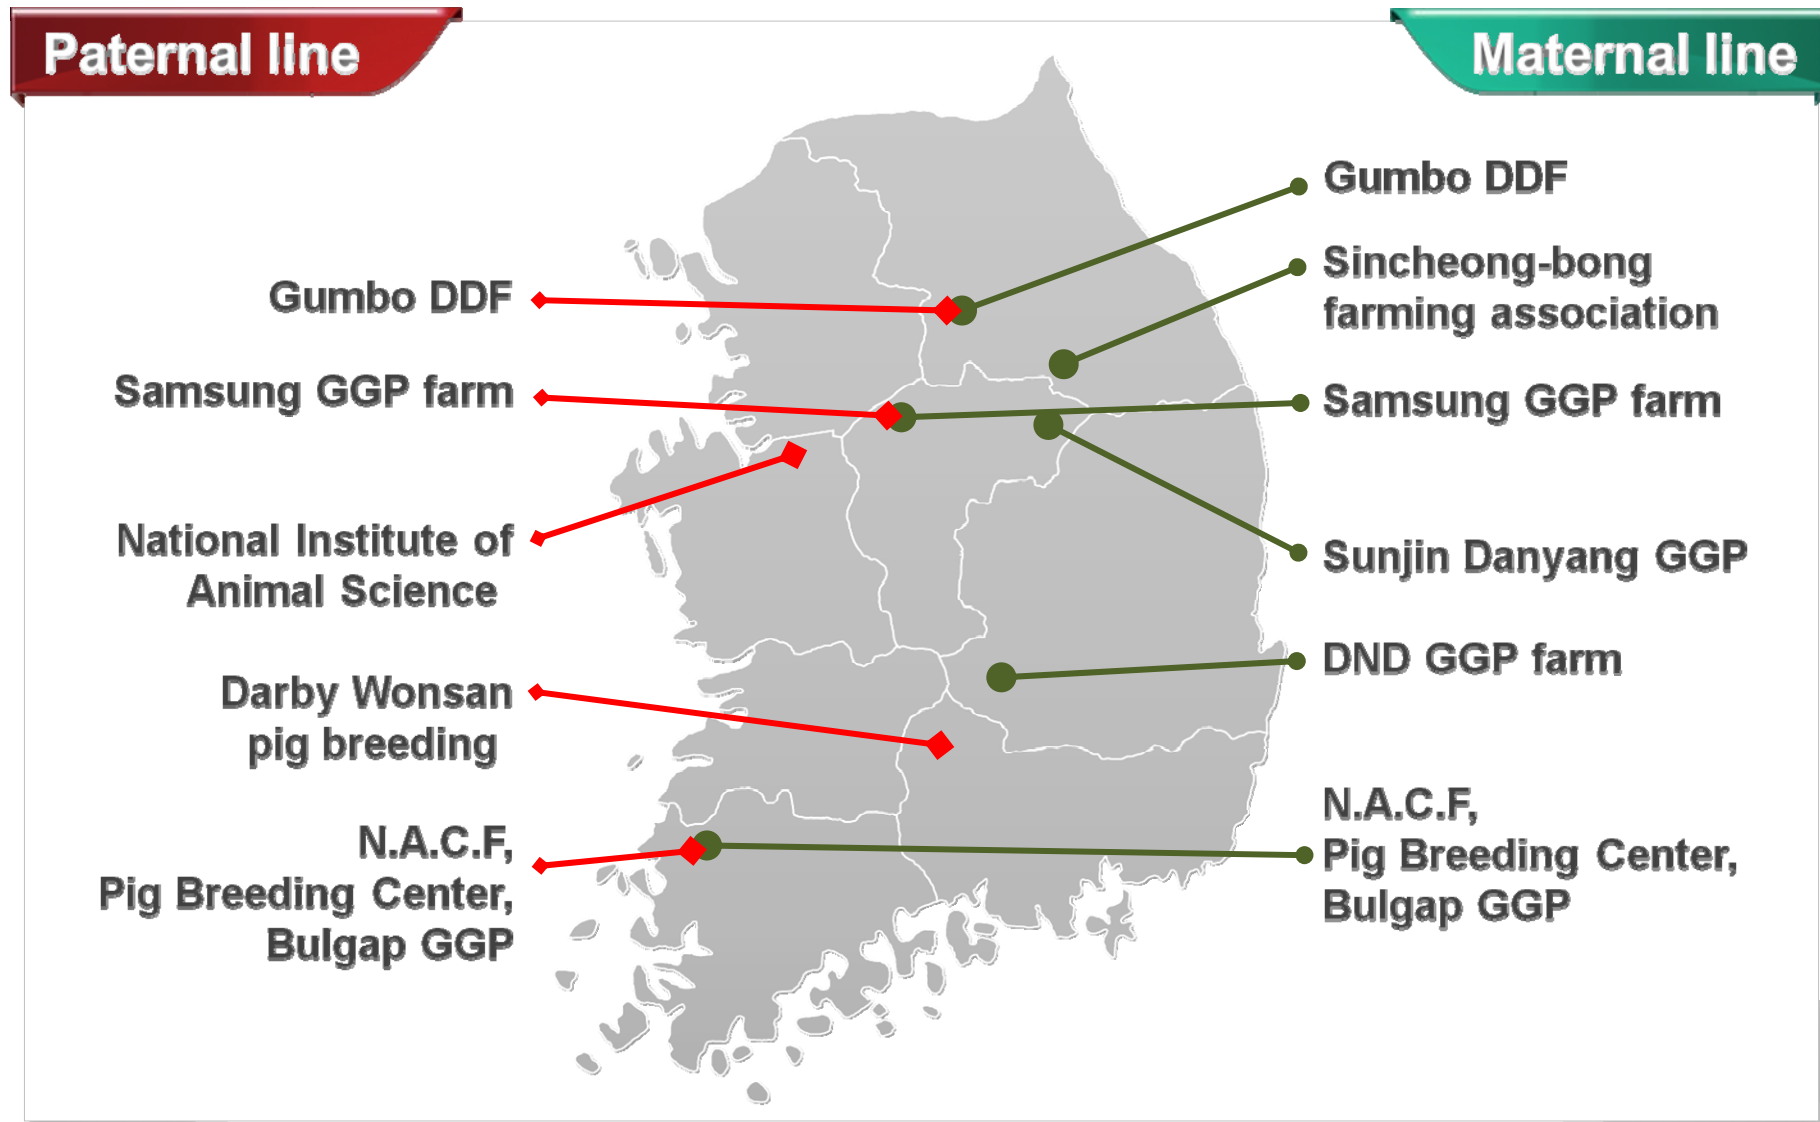 Paternal line
Maternal line
Gumbo DDF
Samsung GGP farm
National Institute of
Animal Science
Darby Wonsan
pig breeding
N.A.C.F,
Pig Breeding Center,
Bulgap GGP
Gumbo DDF
Sincheong-bong
farming association
Samsung GGP farm
Sunjin Danyang GGP
DND GGP farm
N.A.C.F,
Pig Breeding Center,
Bulgap GGP